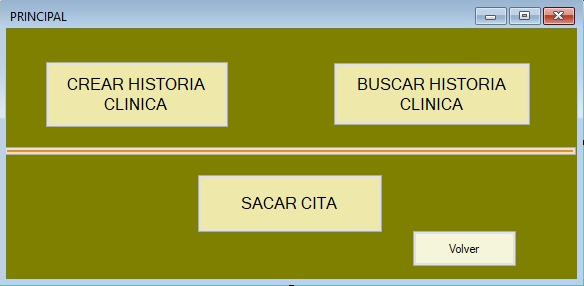 PRINCIPAL
CREAR HISTORIA
CLINICA
BUSCAR HISTORIA
CLINICA
SACAR CITA
Volver